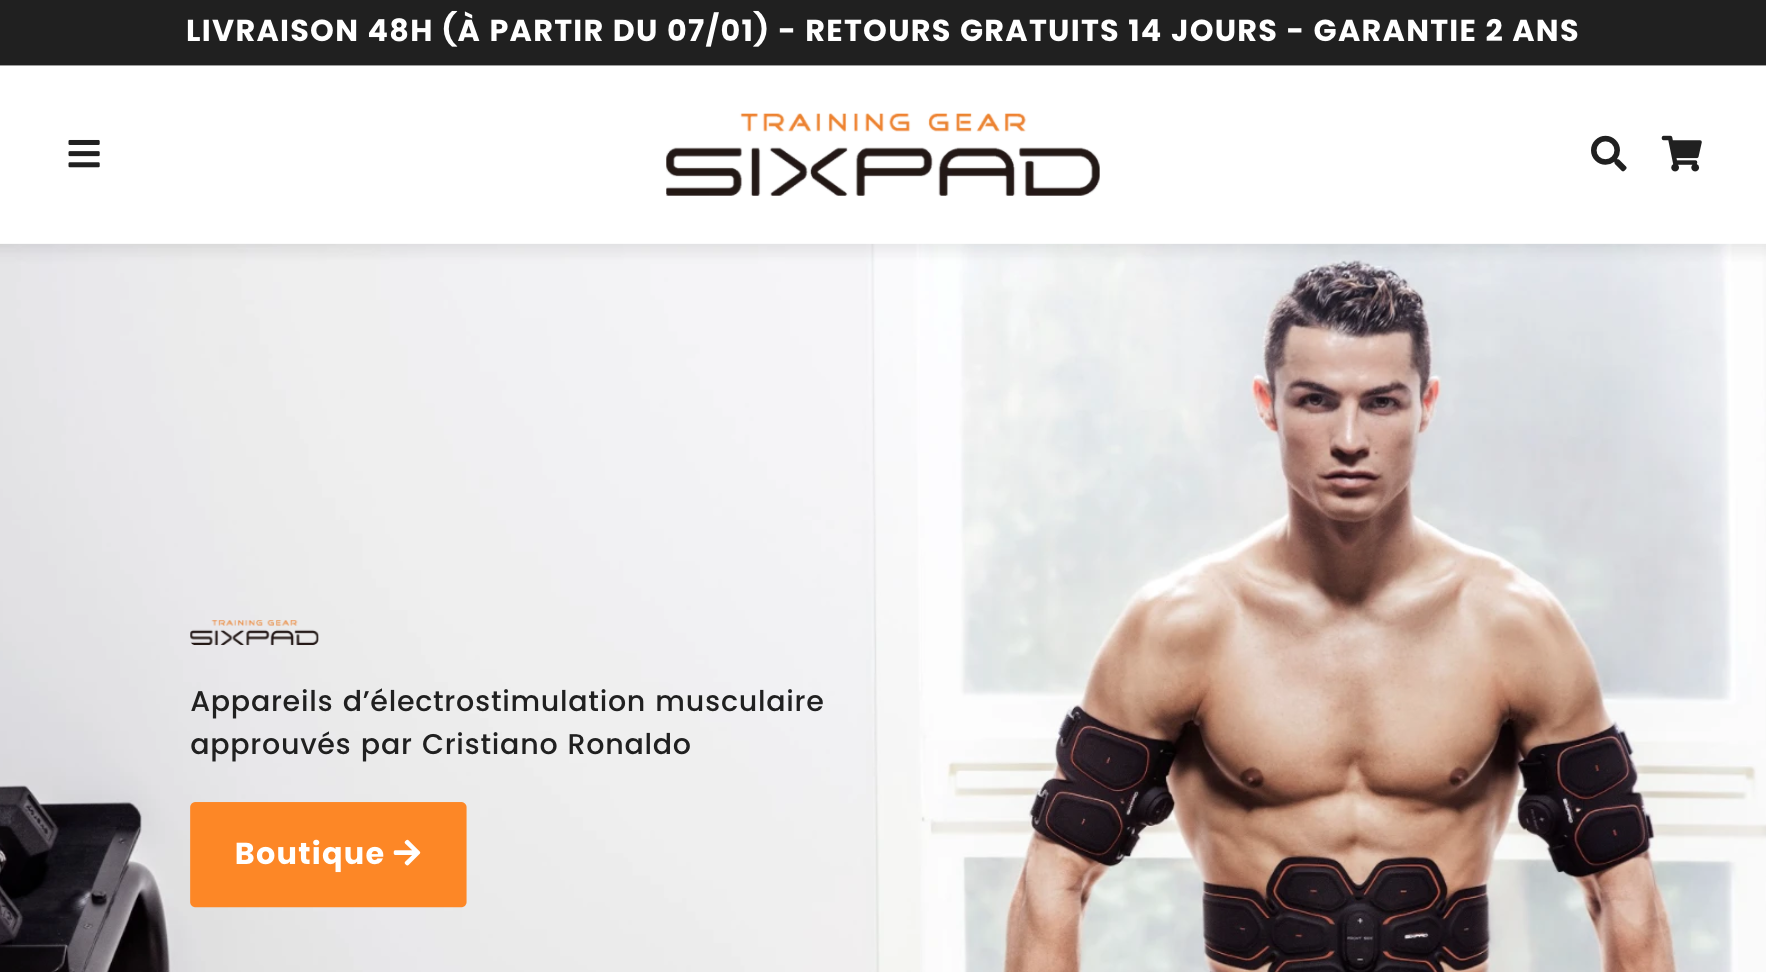 LIVRAISON 48H (À PARTIR DU 07/01) - RETOURS GRATUITS 14 JOURS - GARANTIE 2 ANS
TRAINING GEAR
SIXPAD
TRAINING GEAR
SIXPAD
Appareils d’électrostimulation musculaire
approuvés par Cristiano Ronaldo
Boutique →
SIXPAD